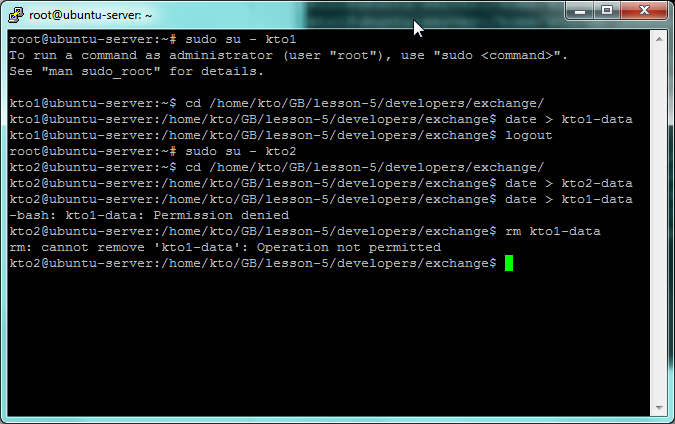 root@ubuntu-server: ~
root@ubuntu-server:~# sudo su - kto1
To run a command as administrator (user "root"), use "sudo <command>".
See "man sudo_root" for details.
kto1@ubuntu-server:~$ cd /home/kto/GB/lesson-5/developers/exchange/
kto1@ubuntu-server:/home/kto/GB/lesson-5/developers/exchange$ date > kto1-data
kto1@ubuntu-server:/home/kto/GB/lesson-5/developers/exchange$ logout
root@ubuntu-server:~# sudo su - kto2
kto2@ubuntu-server:~$ cd /home/kto/GB/lesson-5/developers/exchange/
kto2@ubuntu-server:/home/kto/GB/lesson-5/developers/exchange$ date > kto2-data
kto2@ubuntu-server:/home/kto/GB/lesson-5/developers/exchange$ date > kto1-data
-bash: kto1-data: Permission denied
kto2@ubuntu-server:/home/kto/GB/lesson-5/developers/exchange$ rm kto1-data
rm: cannot remove 'kto1-data': Operation not permitted
kto2@ubuntu-server:/home/kto/GB/lesson-5/developers/exchange$